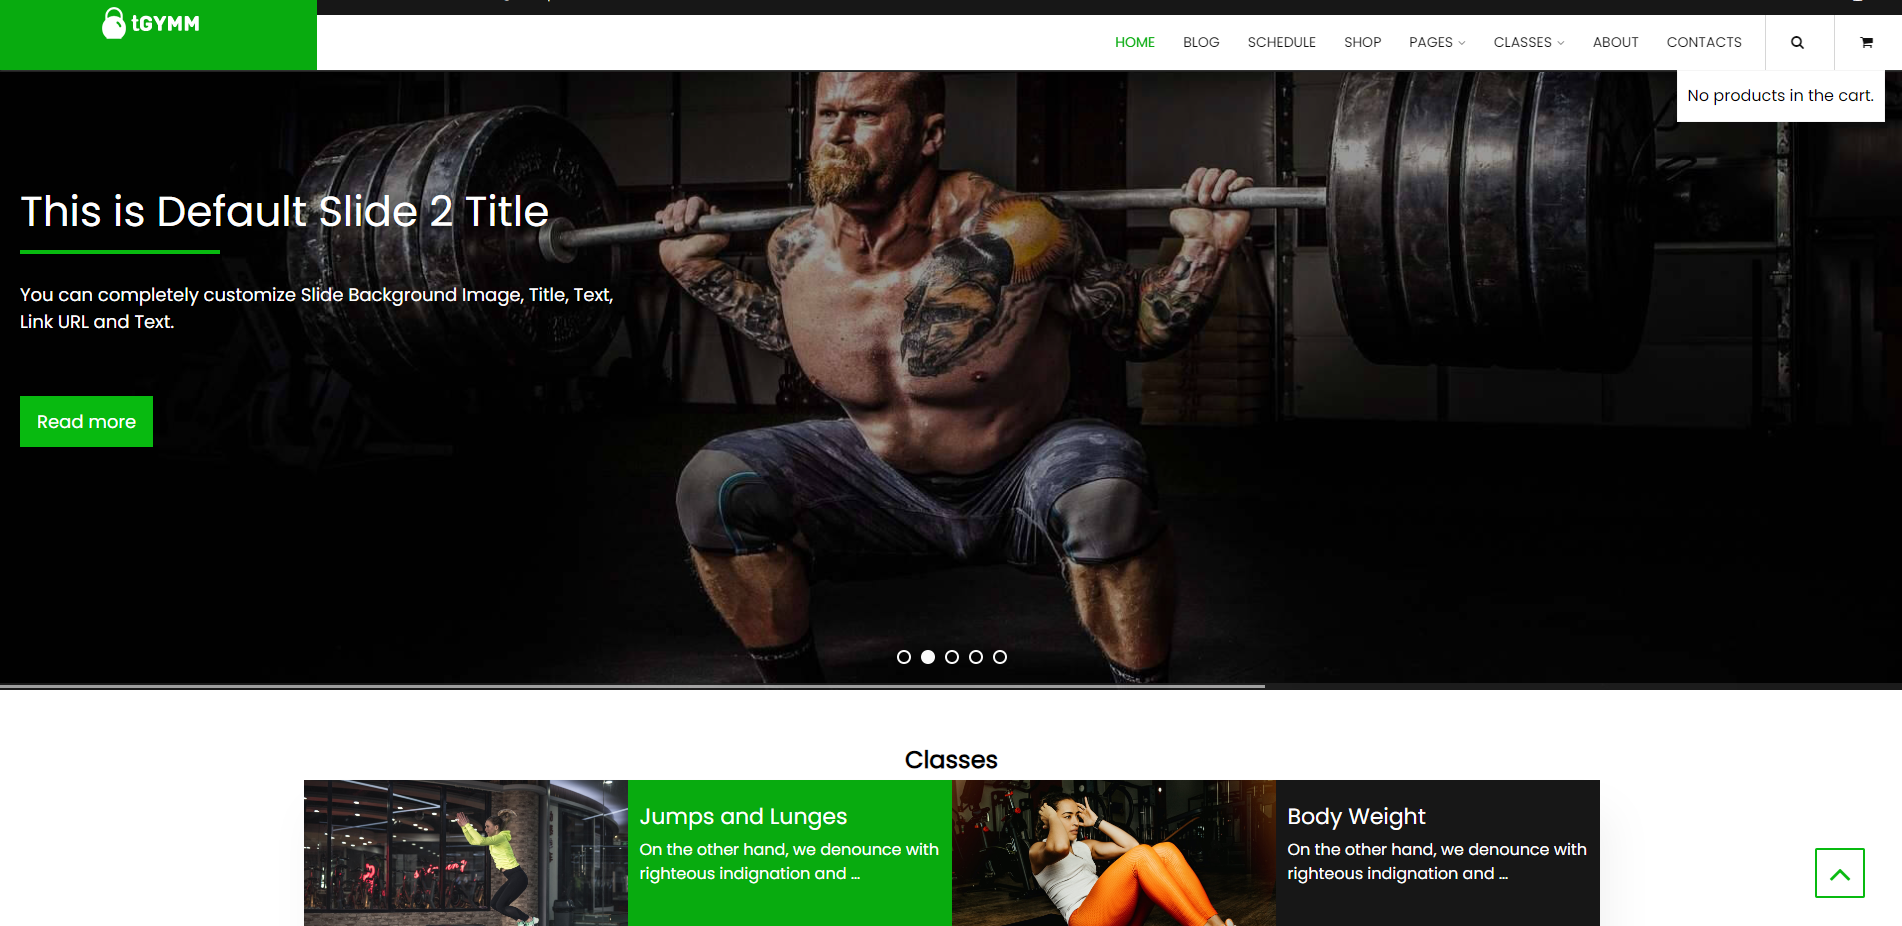 tGYMM
HOME BLOG SCHEDULE SHOP PAGES CLASSES ABOUT CONTACTS
No products in the cart.
This is Default Slide 2 Title
You can completely customize Slide Background Image, Title, Text,
Link URL and Text.
Read more
Classes
Jumps and Lunges
On the other hand, we denounce with
righteous indignation and ...
Body Weight
On the other hand, we denounce with
righteous indignation and ...